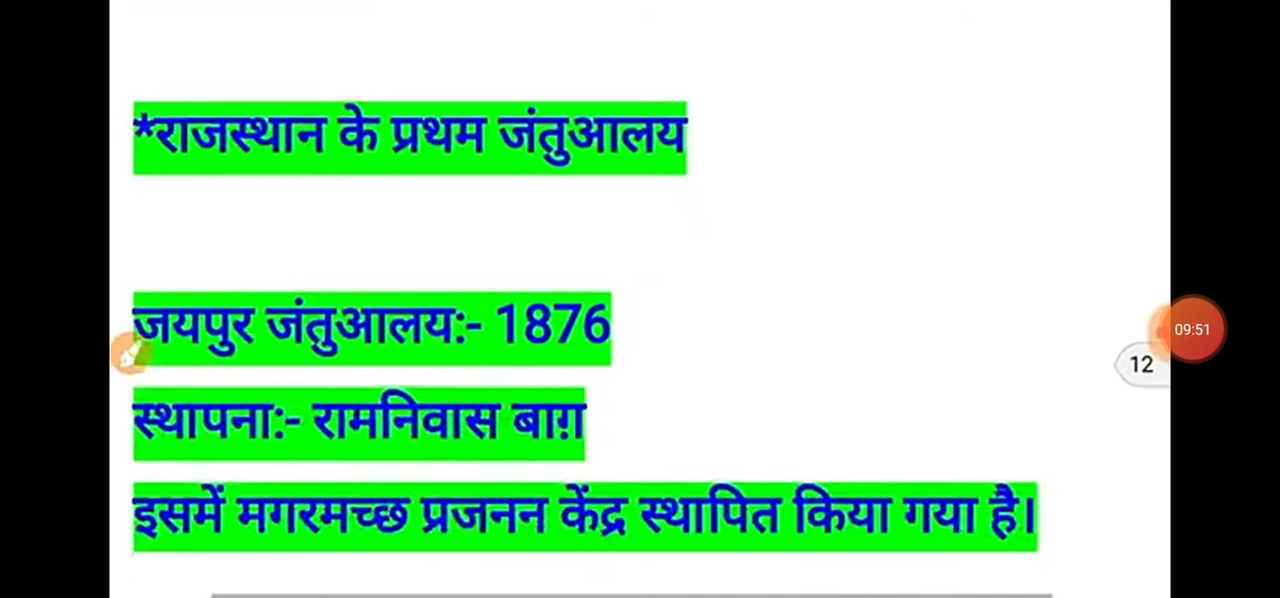 *राजस्थान के प्रथम जंतुआलय
जयपुर जंतुआलय:- 1876
स्थापना:- रामनिवास बाग़
इसमें मगरमच्छ प्रजनन केंद्र स्थापित किया गया है।
09:51
12